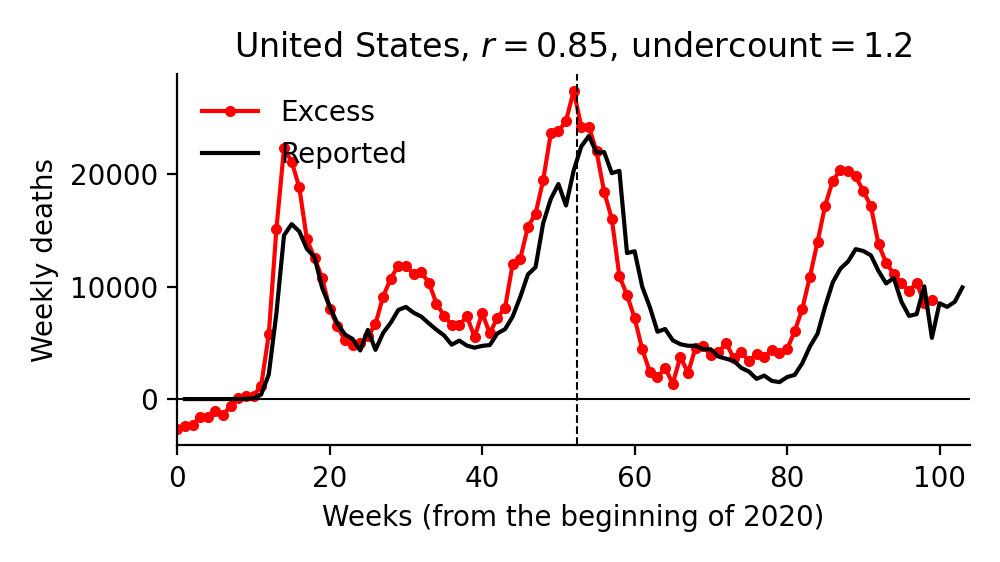 United States, r = 0.85, undercount = 1.2
Excess
Reported
Weekly deaths
20000
10000
0
0 20 40 60 80 100
Weeks (from the beginning of 2020)